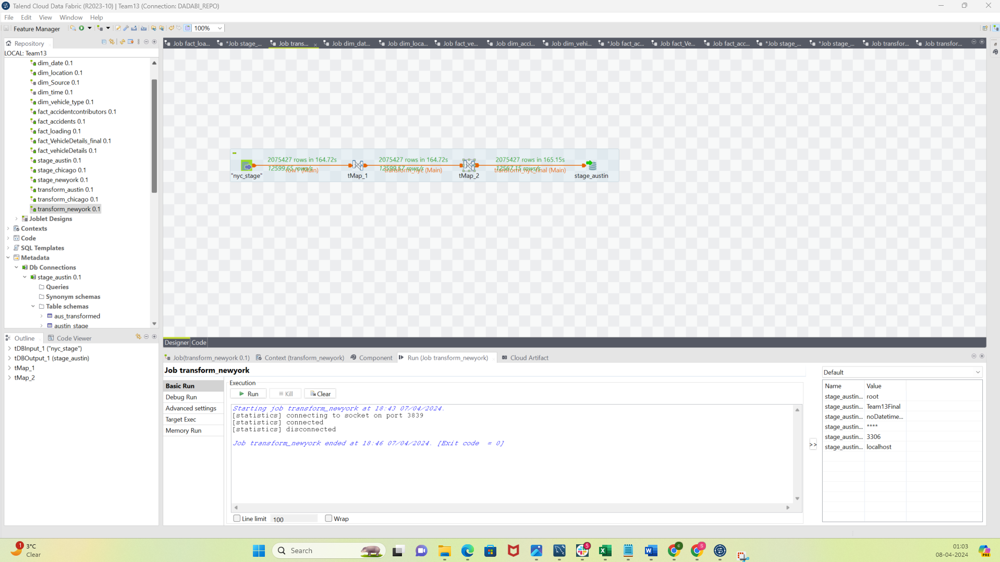 Talend Cloud Data Fabric (R2023-10) | Team13 (Connection: DADABI_REPO)
File Edit View Window Help
Feature Manager 100%
Repository
LOCAL: Team13
dim_date 0.1
dim_location 0.1
dim_Source 0.1
dim_time 0.1
dim_vehicle_type 0.1
fact_accidentcontributors 0.1
fact_accidents 0.1
fact_loading 0.1
fact_VehicleDetails_final 0.1
fact_vehicleDetails 0.1
stage_austin 0.1
stage_chicago 0.1
stage_newyork 0.1
transform_austin 0.1
transform_chicago 0.1
transform_newyork 0.1
Joblet Designs
Contexts
Code
SQL Templates
Metadata
Db Connections
stage_austin 0.1
Queries
Synonym schemas
Table schemas
aus_transformed
austin_stage
Outline Code Viewer
tDBInput_1 ("nyc_stage")
tDBOutput_1 (stage_austin)
tMap_1
tMap_2
Job fact_loa... *Job stage_... Job trans... Job dim_dat... Job dim_loca... Job fact_ve... Job dim_acci... Job dim_vehi... *Job fact_ac... Job fact_Ve... Job fact_acc... *Job stage_... *Job stage_... Job transfor... Job transfor...
2075427 rows in 164.72s 2075427 rows in 164.72s 2075427 rows in 165.15s
12599.65 rows/s 12599.57 rows/s 12567.15 rows/s
row1 (Main) transform_nyc (Main) transform_nyc_final (Main)
"nyc_stage" tMap_1 tMap_2 stage_austin
Designer Code
Job(transform_newyork 0.1) Context (transform_newyork) Component Run (Job transform_newyork) Cloud Artifact
Job transform_newyork
Basic Run
Debug Run
Advanced settings
Target Exec
Memory Run
Execution
Run Kill Clear
Starting job transform_newyork at 18:43 07/04/2024.
[statistics] connecting to socket on port 3839
[statistics] connected
[statistics] disconnected
Job transform_newyork ended at 18:46 07/04/2024. [Exit code  = 0]
Line limit 100 Wrap
>>
Default
Name Value
stage_austin... root
stage_austin... Team13Final
stage_austin... noDatetime...
stage_austin... ****
stage_austin... 3306
stage_austin... localhost
1
3°C
Clear
Search
5
C
S
01:03
08-04-2024
PRE